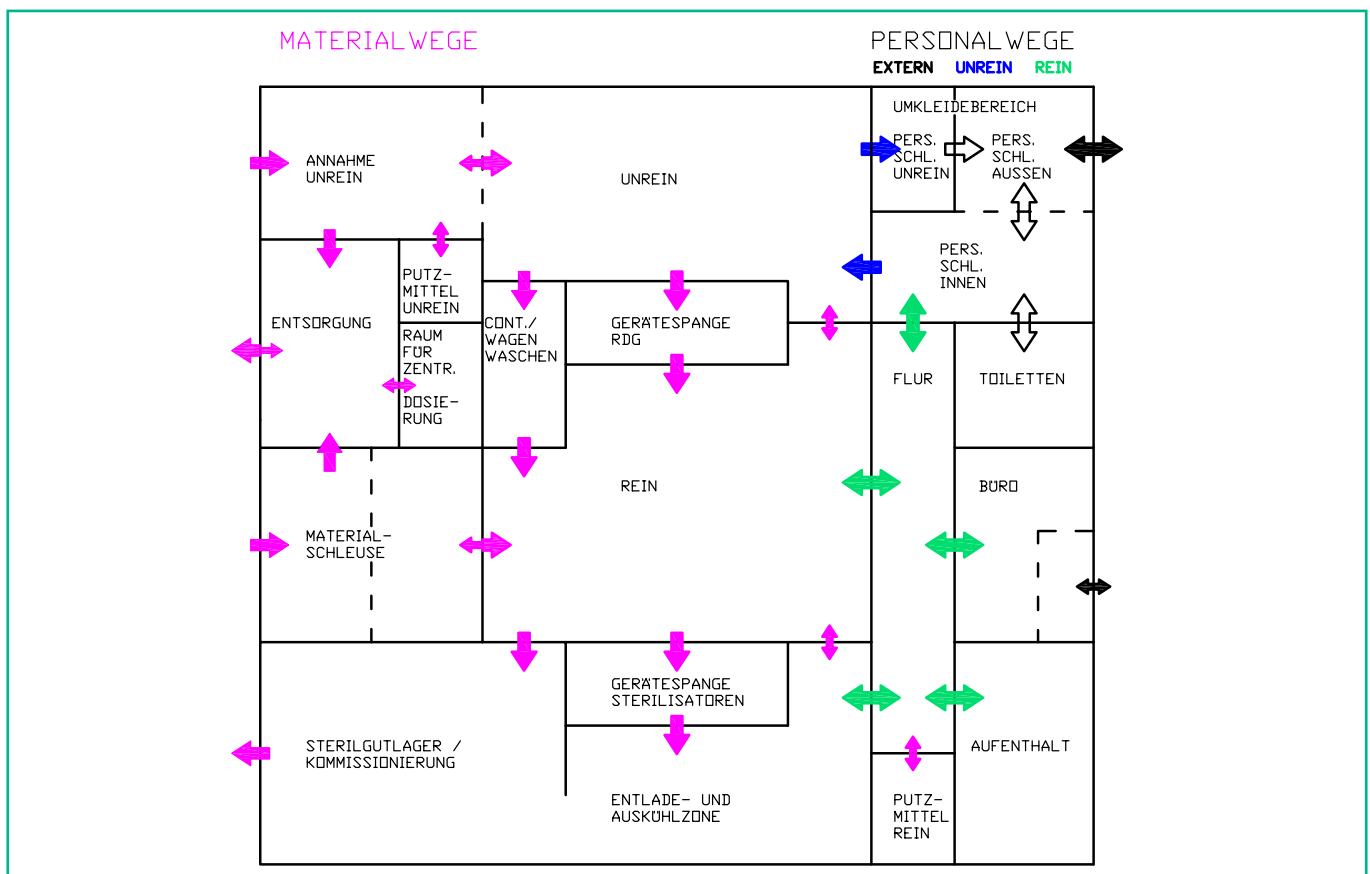 MATERIALWEGE
PERSONALWEGE
EXTERN UNREIN REIN
UMKLEIDEBEREICH
ANNAHME
UNREIN
UNREIN
PERS.
SCHL.
UNREIN
PERS.
SCHL.
AUSSEN
PERS.
SCHL.
INNEN
ENTSORGUNG
PUTZ-
MITTEL
UNREIN
RAUM
FÜR
ZENTR.
DOSIE-
RUNG
CONT./
WAGEN
WASCHEN
GERÄTESPANGE
RDG
FLUR
TOILETTEN
MATERIAL-
SCHLEUSE
REIN
BÜRO
GERÄTESPANGE
STERILISATOREN
STERILGUTLAGER /
KOMMISSIONIERUNG
ENTLADE- UND
AUSKÜHLZONE
AUFENTHALT
PUTZ-
MITTEL
REIN